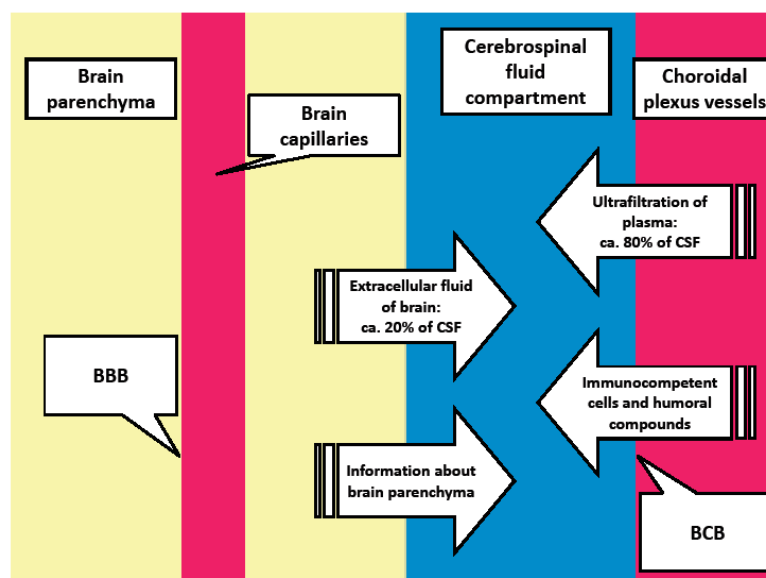 Brain
parenchyma
Brain
capillaries
Cerebrospinal
fluid
compartment
Choroidal
plexus vessels
Ultrafiltration of
plasma:
ca. 80% of CSF
Extracellular fluid
of brain:
ca. 20% of CSF
BBB
Immunocompetent
cells and humoral
compounds
Information about
brain parenchyma
BCB